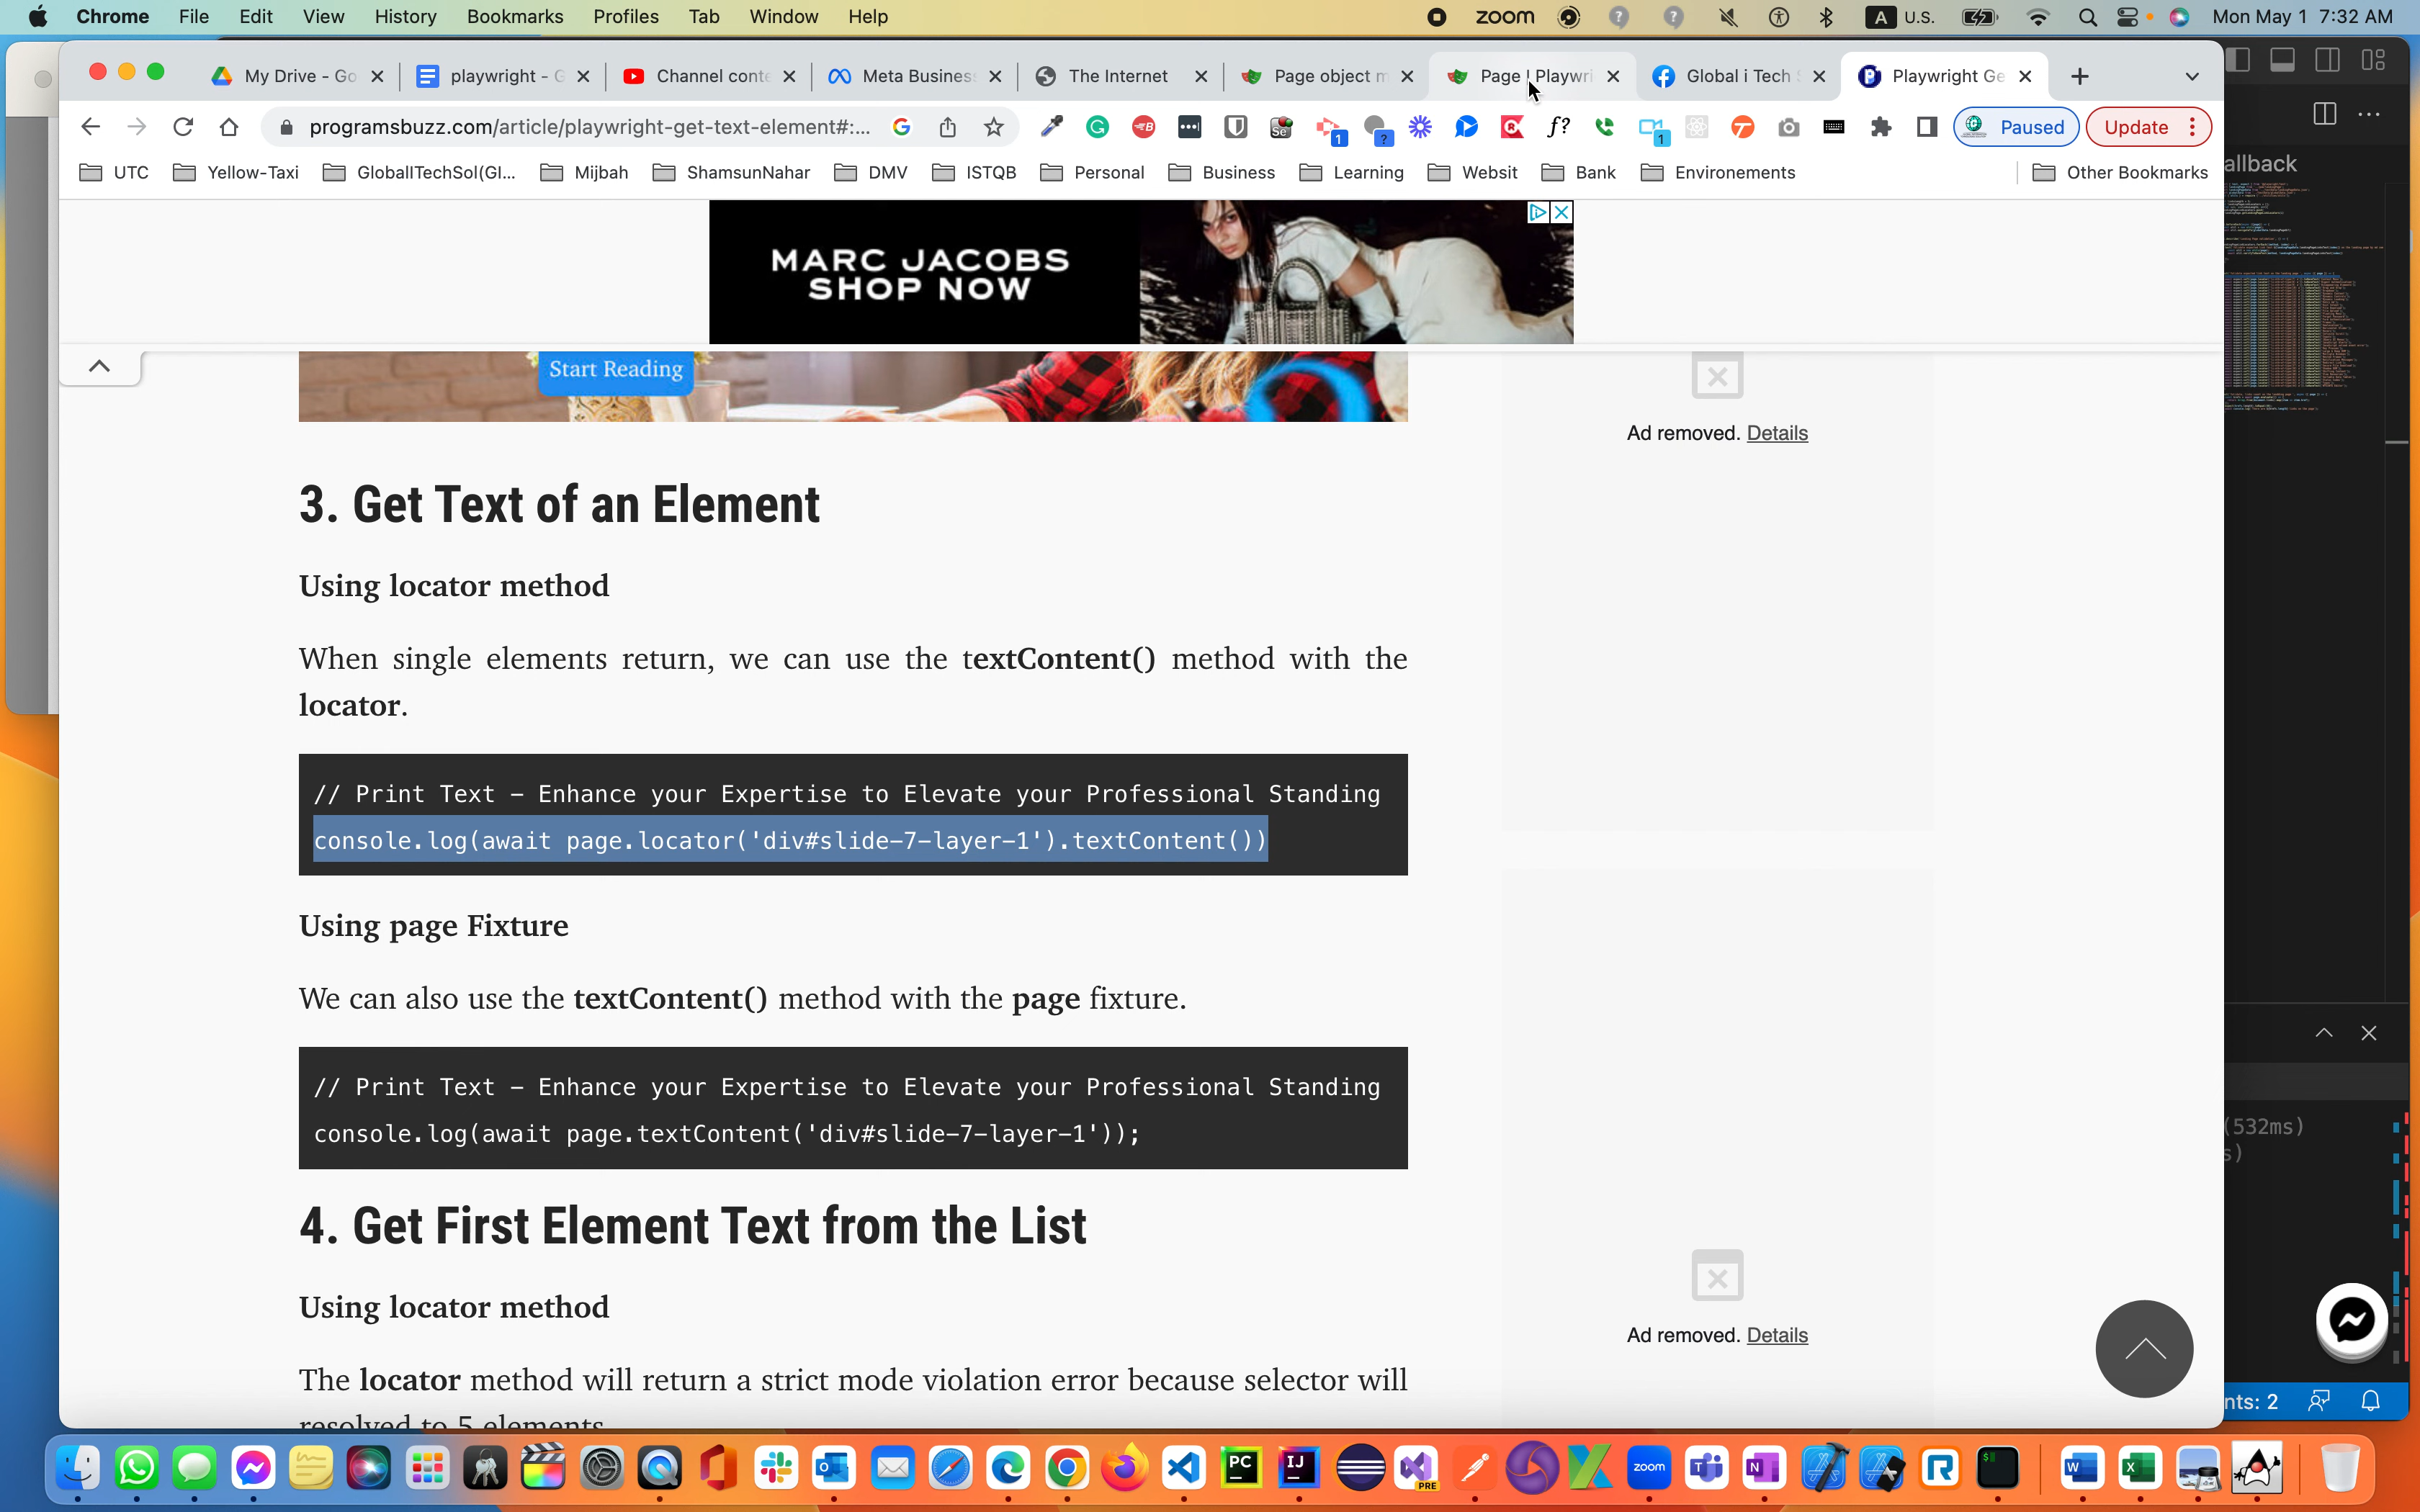 Chrome File Edit View History Bookmarks Profiles Tab Window Help zoom A U.S. Mon May 1 7:32 AM
My Drive - Go playwright - G Channel conte Meta Business The Internet Page object m Page | Playwri Global i Tech Playwright Ge
programsbuzz.com/article/playwright-get-text-element#:... Paused Update
UTC Yellow-Taxi GlobalITechSol(GI... Mijbah ShamsunNahar DMV ISTQB Personal Business Learning Websit Bank Environements Other Bookmarks
allback
MARC JACOBS
SHOP NOW
Start Reading
Ad removed. Details
3. Get Text of an Element
Using locator method
When single elements return, we can use the textContent() method with the
locator.
// Print Text – Enhance your Expertise to Elevate your Professional Standing
console.log(await page.locator('div#slide-7-layer-1').textContent())
Using page Fixture
We can also use the textContent() method with the page fixture.
// Print Text – Enhance your Expertise to Elevate your Professional Standing
console.log(await page.textContent('div#slide-7-layer-1'));
(532ms)
s)
4. Get First Element Text from the List
Using locator method
Ad removed. Details
The locator method will return a strict mode violation error because selector will
resolved to 5 elements
nts: 2